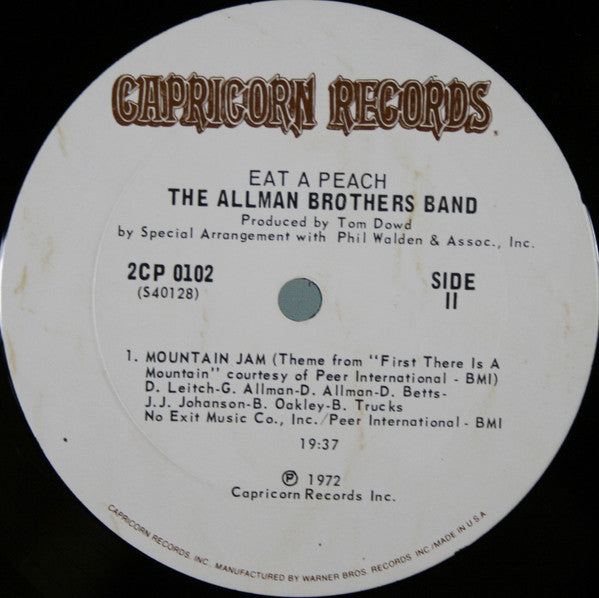 CAPRICORN RECORDS
EAT A PEACH
THE ALLMAN BROTHERS BAND
Produced by Tom Dowd
by Special Arrangement with Phil Walden & Assoc., Inc.
2CP 0102
(S40128)
SIDE
II
1. MOUNTAIN JAM (Theme from "First There Is A
Mountain" courtesy of Peer International - BMI)
D. Leitch-G. Allman-D. Allman-D. Betts-
J.J. Johanson-B. Oakley-B. Trucks
No Exit Music Co., Inc./Peer International - BMI
19:37
℗ 1972
Capricorn Records Inc.
CAPRICORN RECORDS, INC. MANUFACTURED BY WARNER BROS. RECORDS INC./MADE IN U.S.A